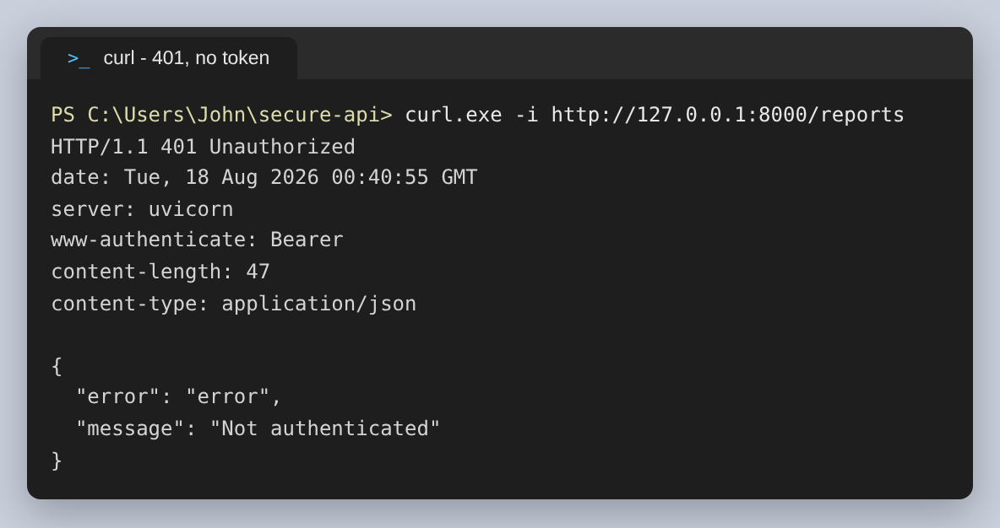 >_ curl - 401, no token
PS C:\Users\John\secure-api> curl.exe -i http://127.0.0.1:8000/reports
HTTP/1.1 401 Unauthorized
date: Tue, 18 Aug 2026 00:40:55 GMT
server: uvicorn
www-authenticate: Bearer
content-length: 47
content-type: application/json

{
  "error": "error",
  "message": "Not authenticated"
}